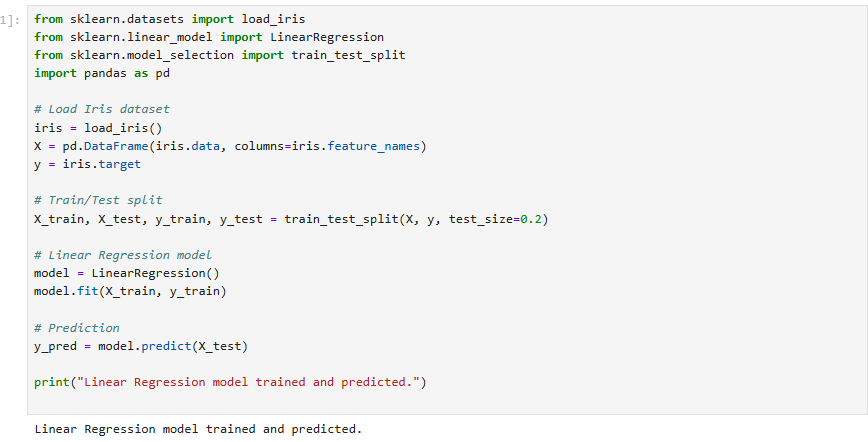 1]:
from sklearn.datasets import load_iris
from sklearn.linear_model import LinearRegression
from sklearn.model_selection import train_test_split
import pandas as pd
# Load Iris dataset
iris = load_iris()
X = pd.DataFrame(iris.data, columns=iris.feature_names)
y = iris.target
# Train/Test split
X_train, X_test, y_train, y_test = train_test_split(X, y, test_size=0.2)
# Linear Regression model
model = LinearRegression()
model.fit(X_train, y_train)
# Prediction
y_pred = model.predict(X_test)
print("Linear Regression model trained and predicted.")
Linear Regression model trained and predicted.